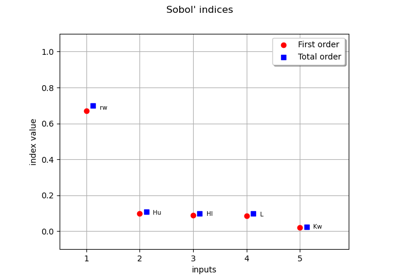 Sobol' indices
First order
Total order
1.0
0.8
0.6
0.4
0.2
0.0
index value
rw
Hu
Hl
L
Kw
1 2 3 4 5
inputs